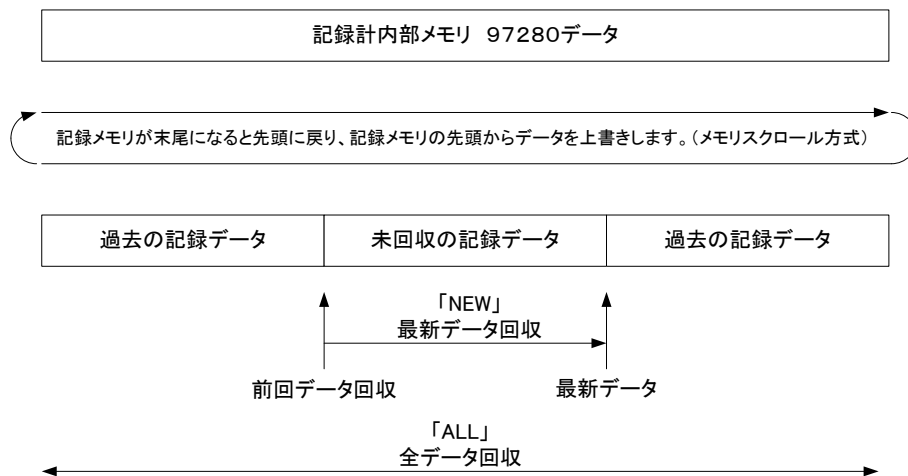 記録計内部メモリ 97280データ
記録メモリが末尾になると先頭に戻り、記録メモリの先頭からデータを上書きします。(メモリスクロール方式)
過去の記録データ 未回収の記録データ 過去の記録データ
「NEW」
最新データ回収
前回データ回収 最新データ
「ALL」
全データ回収